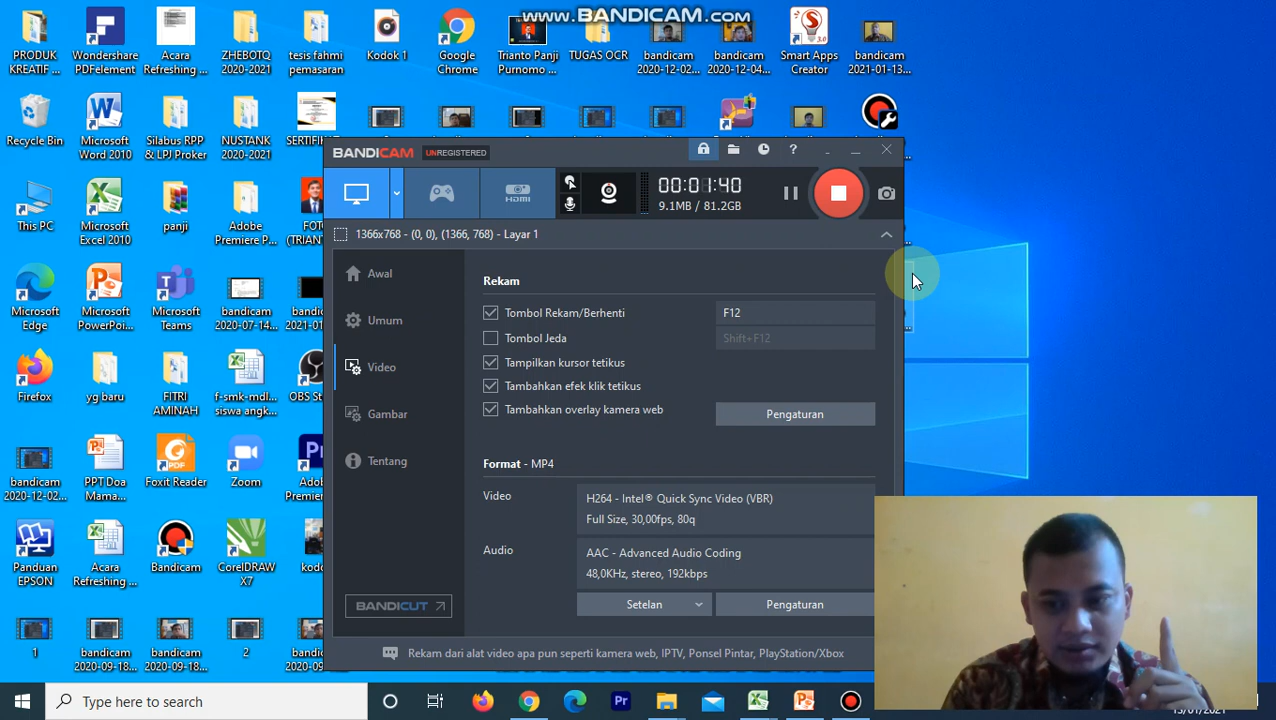 www.BANDICAM.com
PRODUK KREATIF ...
Wondershare PDFelement
Acara Refreshing ...
ZHEBOTQ 2020-2021
tesis fahmi pemasaran
Kodok 1
Google Chrome
Trianto Panji Purnomo ...
TUGAS OCR
bandicam 2020-12-02...
bandicam 2020-12-04...
Smart Apps Creator
bandicam 2021-01-13...
Recycle Bin
Microsoft Word 2010
Silabus RPP & LPJ Proker
NUSTANK 2020-2021
This PC
Microsoft Excel 2010
panji
Adobe Premiere P...
Microsoft Edge
Microsoft PowerPoi...
Microsoft Teams
bandicam 2020-07-14...
Firefox
yg baru
FITRI AMINAH
f-smk-mdl... siswa angk...
bandicam 2020-12-02...
PPT Doa Mama...
Foxit Reader
Zoom
Panduan EPSON
Acara Refreshing ...
Bandicam
CorelDRAW X7
1
bandicam 2020-09-18...
bandicam 2020-09-18...
2
BANDICAM UNREGISTERED
HDMI
00:01:40
9.1MB / 81.2GB
1366x768 - (0, 0), (1366, 768) - Layar 1
Awal
Umum
Video
Gambar
Tentang
BANDICUT
Rekam
Tombol Rekam/Berhenti F12
Tombol Jeda Shift+F12
Tampilkan kursor tetikus
Tambahkan efek klik tetikus
Tambahkan overlay kamera web Pengaturan
Format - MP4
Video H264 - Intel® Quick Sync Video (VBR)
Full Size, 30,00fps, 80q
Audio AAC - Advanced Audio Coding
48,0KHz, stereo, 192kbps
Setelan Pengaturan
Rekam dari alat video apa pun seperti kamera web, IPTV, Ponsel Pintar, PlayStation/Xbox
Type here to search